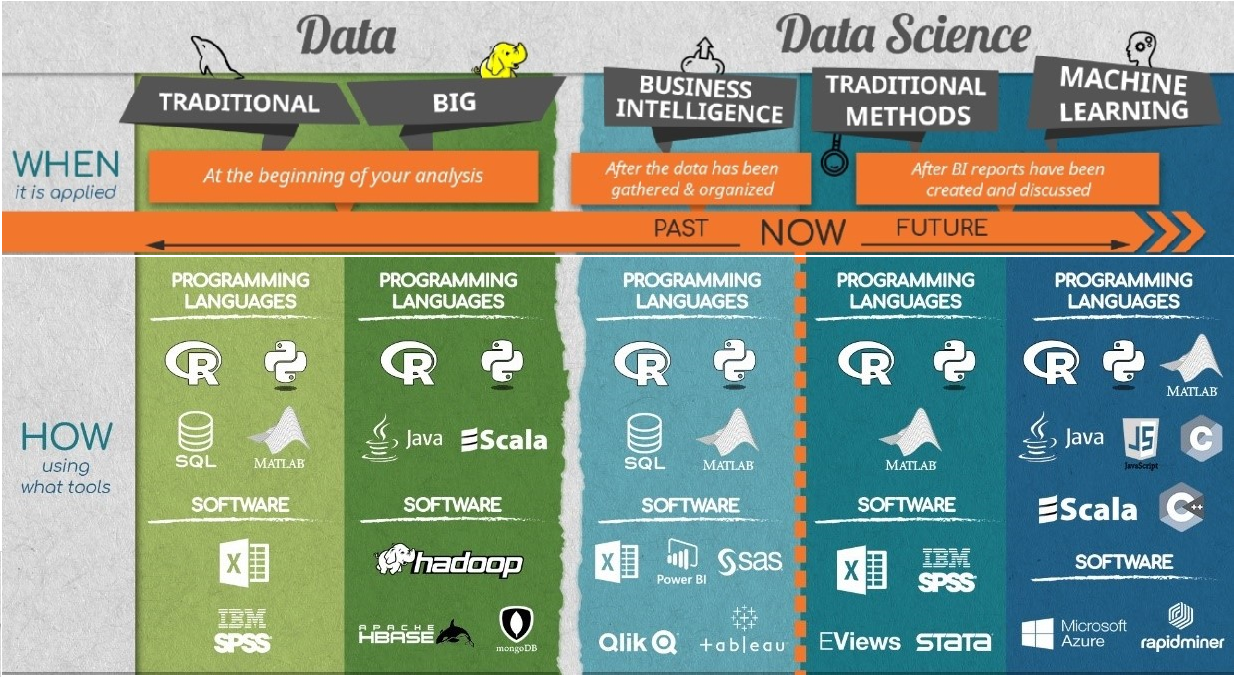 Data
Data Science
TRADITIONAL
BIG
BUSINESS
INTELLIGENCE
TRADITIONAL
METHODS
MACHINE
LEARNING
WHEN
it is applied
At the beginning of your analysis
After the data has been
gathered & organized
After BI reports have been
created and discussed
PAST
NOW
FUTURE
HOW
using
what tools
PROGRAMMING
LANGUAGES
R
SQL
MATLAB
SOFTWARE
X
IBM
SPSS
PROGRAMMING
LANGUAGES
R
Java
Scala
SOFTWARE
hadoop
APACHE
HBASE
mongoDB
PROGRAMMING
LANGUAGES
R
SQL
MATLAB
SOFTWARE
X
Power BI
sas
Qlik
+ableau
PROGRAMMING
LANGUAGES
R
MATLAB
SOFTWARE
X
IBM
SPSS
EViews
STATA
PROGRAMMING
LANGUAGES
R
MATLAB
Java
JS
JavaScript
C
Scala
C++
SOFTWARE
Microsoft
Azure
rapidminer